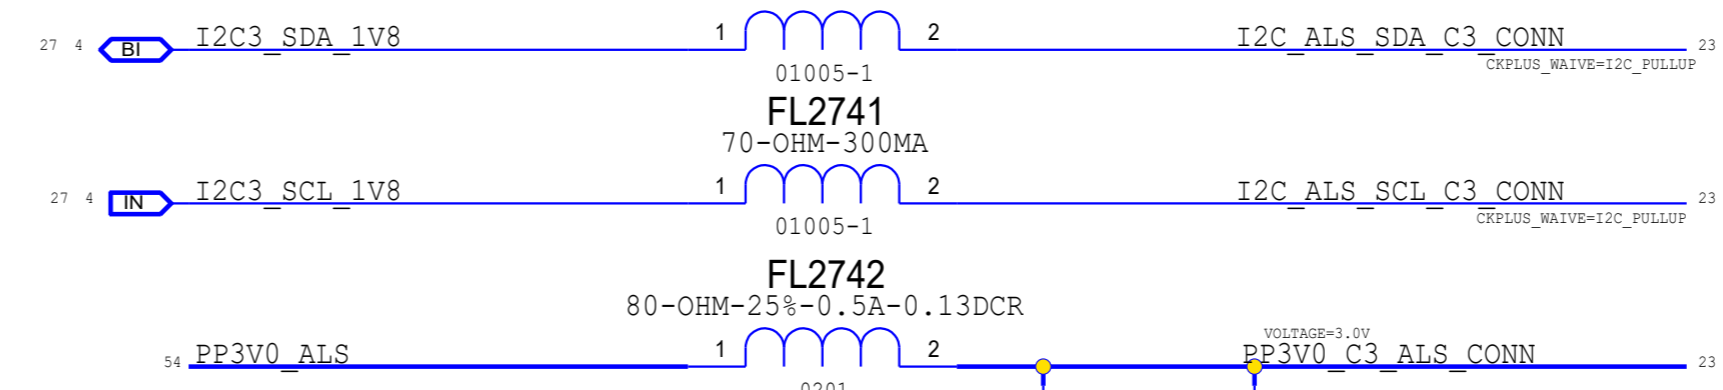 27 4 BI I2C3_SDA_1V8 1 2 I2C_ALS_SDA_C3_CONN 23
01005-1 CKPLUS_WAIVE=I2C_PULLUP
FL2741
70-OHM-300MA
27 4 IN I2C3_SCL_1V8 1 2 I2C_ALS_SCL_C3_CONN 23
01005-1 CKPLUS_WAIVE=I2C_PULLUP
FL2742
80-OHM-25%-0.5A-0.13DCR
VOLTAGE=3.0V
54 PP3V0_ALS 1 2 PP3V0_C3_ALS_CONN 23
0201